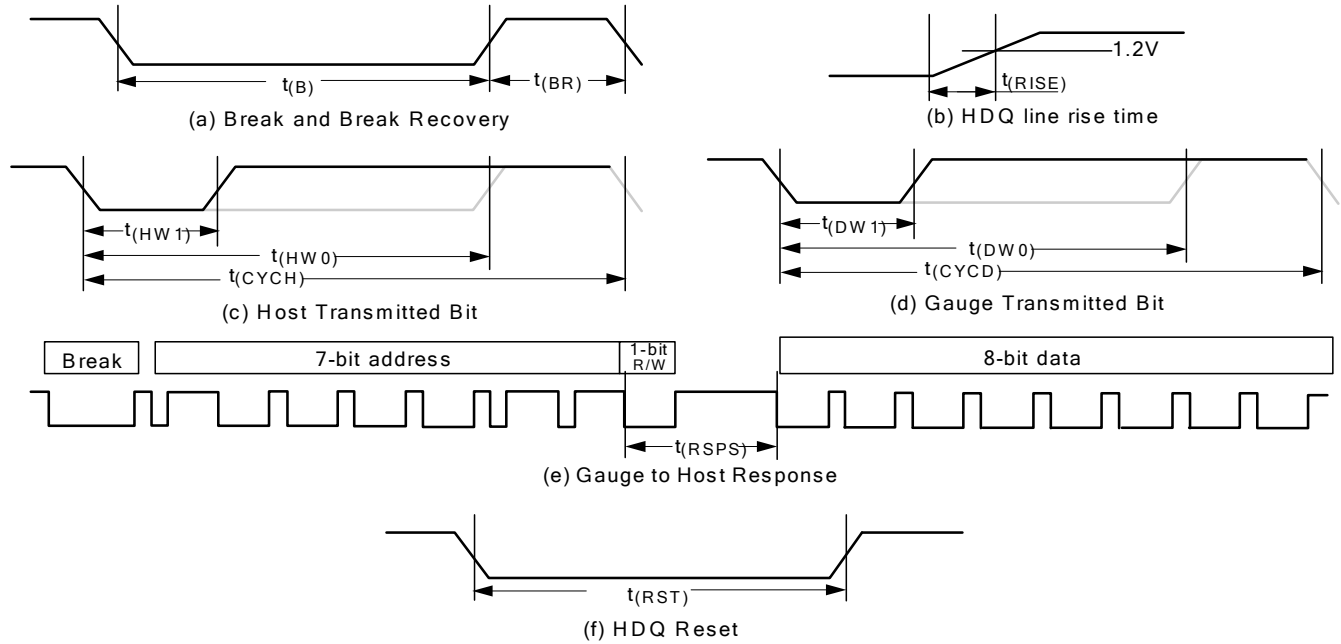 t(B)
t(BR)
(a) Break and Break Recovery
1.2V
t(RISE)
(b) HDQ line rise time
t(HW1)
t(HW0)
t(CYCH)
(c) Host Transmitted Bit
t(DW1)
t(DW0)
t(CYCD)
(d) Gauge Transmitted Bit
Break
7-bit address
1-bit
R/W
8-bit data
t(RSPS)
(e) Gauge to Host Response
t(RST)
(f) HDQ Reset